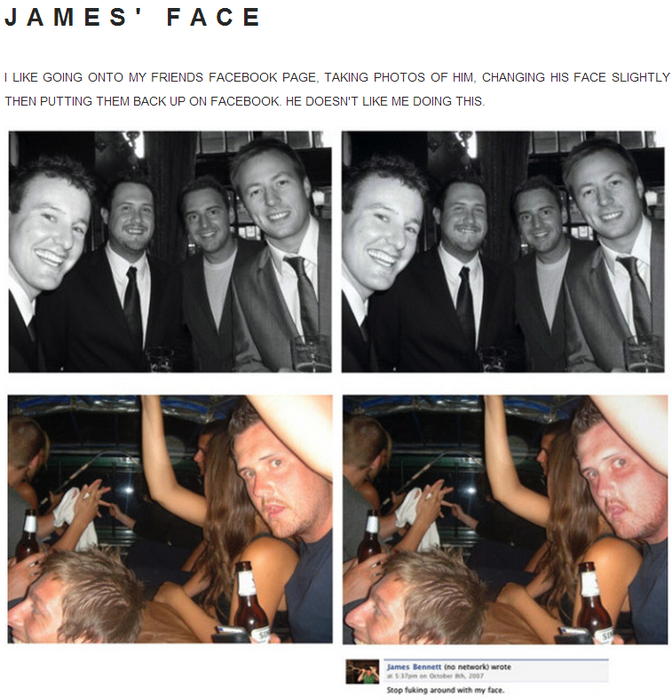 JAMES' FACE
I LIKE GOING ONTO MY FRIENDS FACEBOOK PAGE, TAKING PHOTOS OF HIM, CHANGING HIS FACE SLIGHTLY
THEN PUTTING THEM BACK UP ON FACEBOOK. HE DOESN'T LIKE ME DOING THIS.
James Bennett (no network) wrote
at 5:37pm on October 8th, 2007
Stop fuking around with my face.